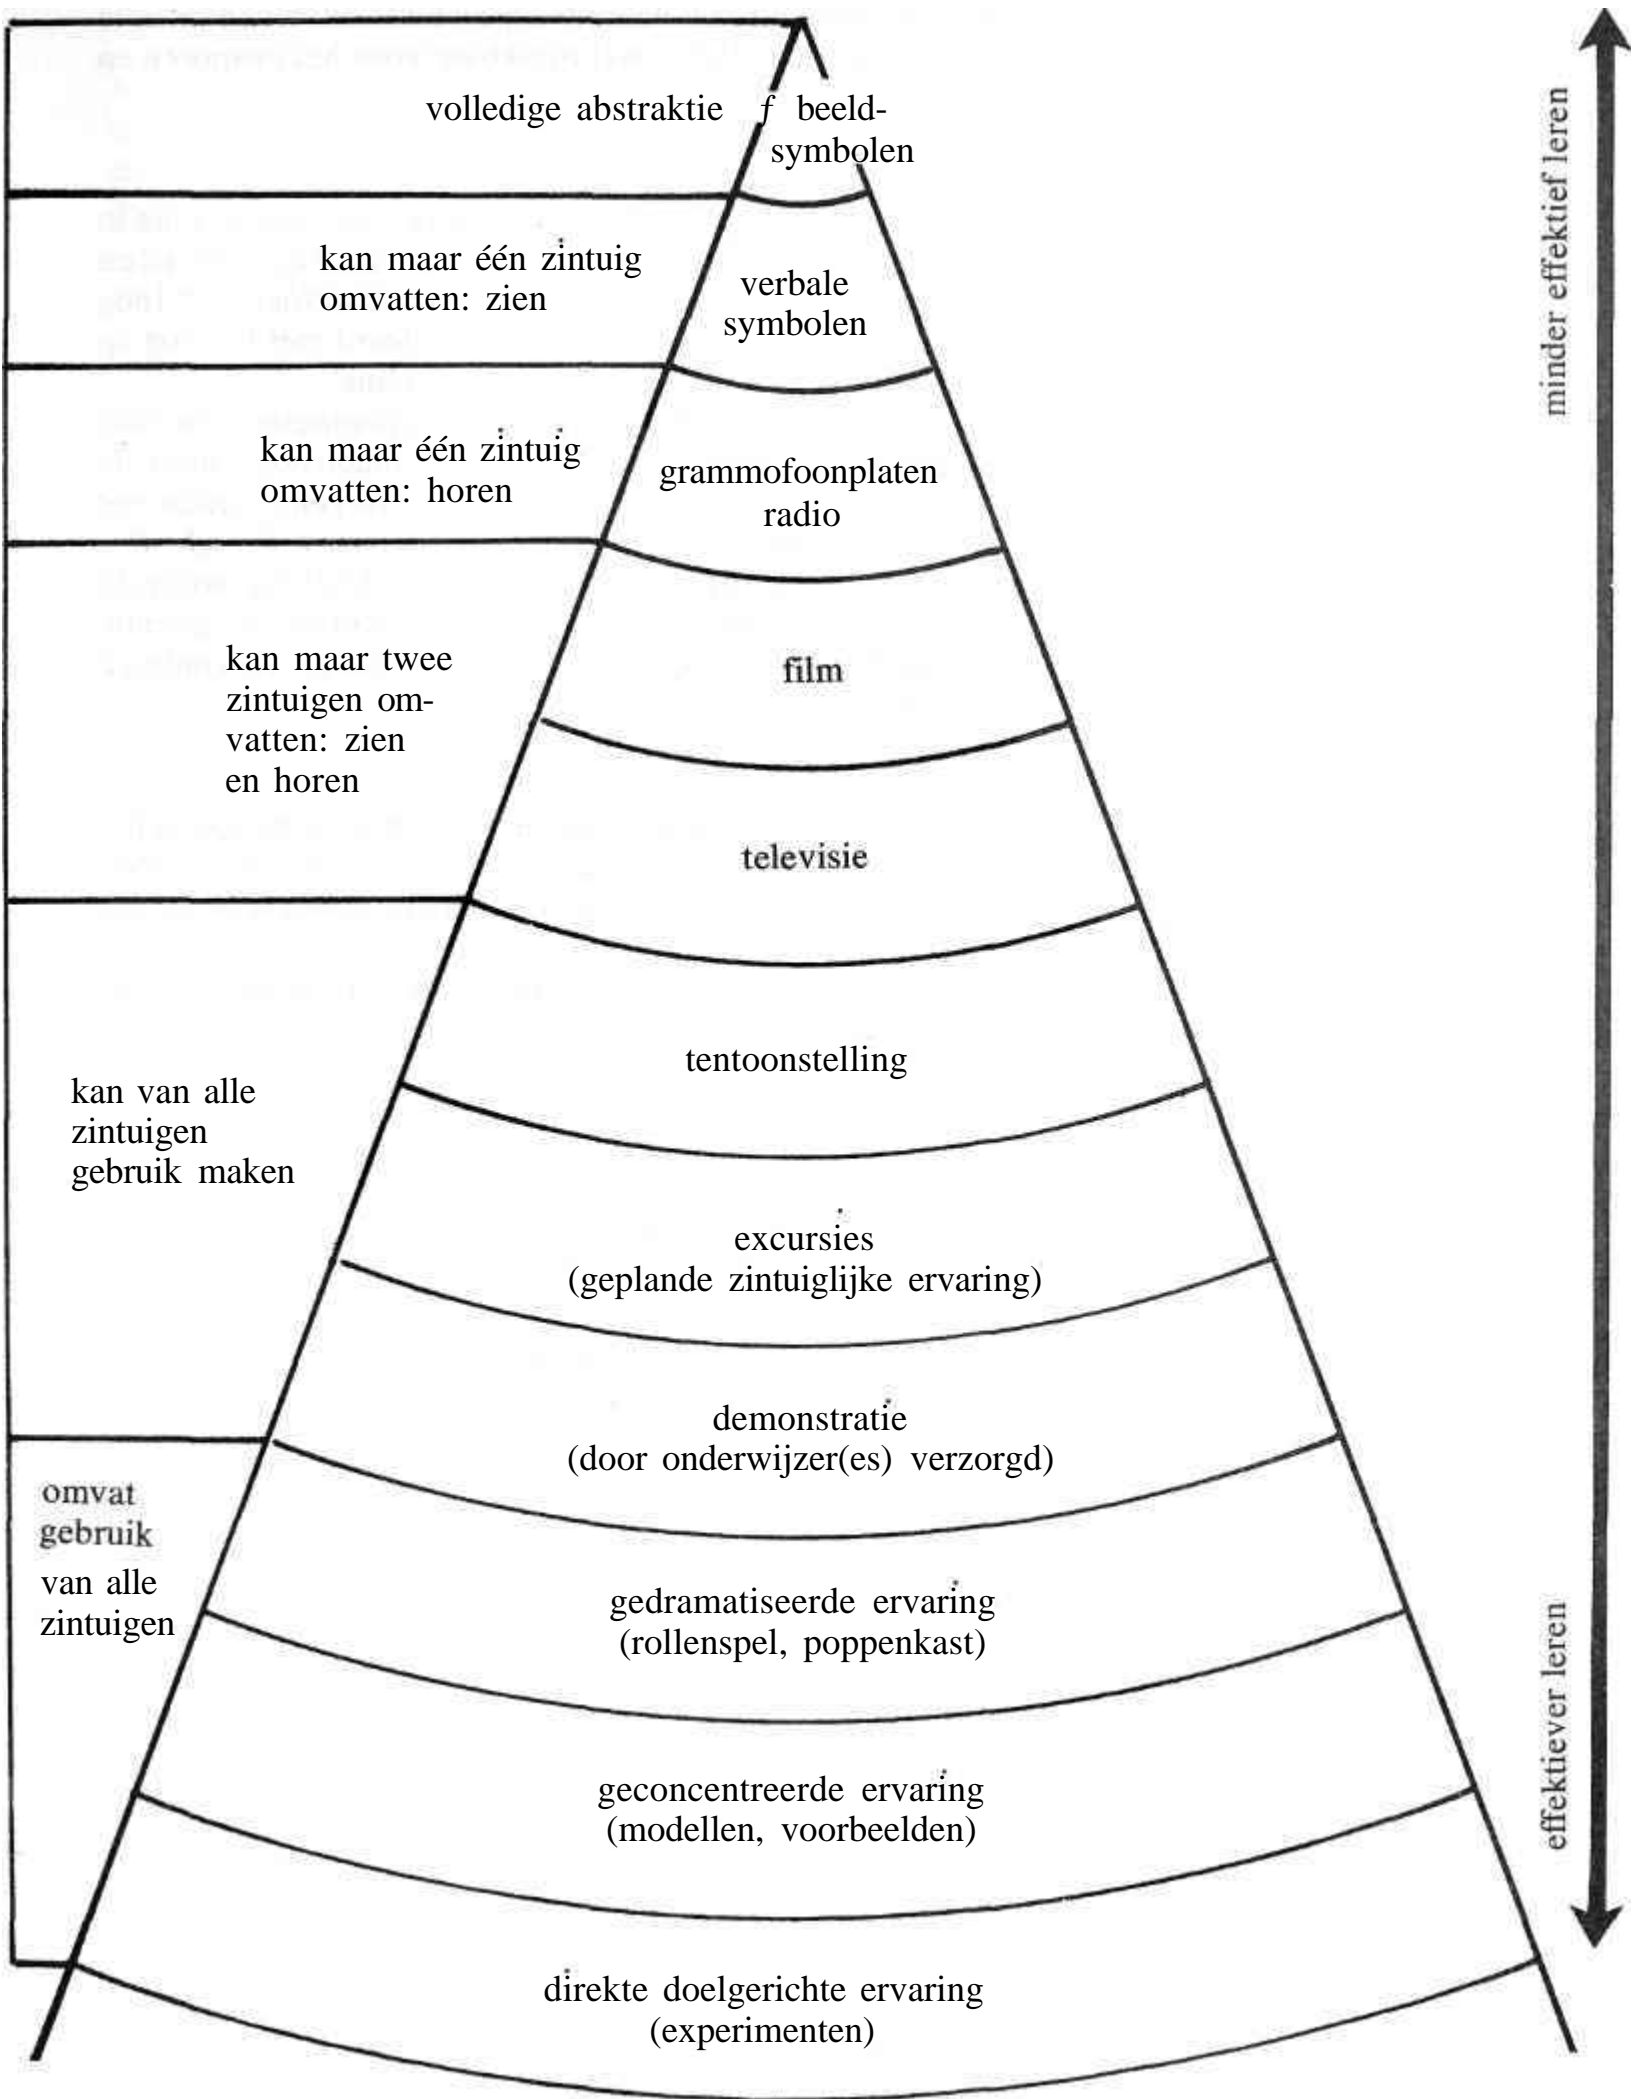 volledige abstraktie f beeld-
symbolen
kan maar één zintuig
omvatten: zien
verbale
symbolen
kan maar één zintuig
omvatten: horen
grammofoonplaten
radio
kan maar twee
zintuigen om-
vatten: zien
en horen
film
televisie
kan van alle
zintuigen
gebruik maken
tentoonstelling
excursies
(geplande zintuiglijke ervaring)
demonstratie
(door onderwijzer(es) verzorgd)
omvat
gebruik
van alle
zintuigen
gedramatiseerde ervaring
(rollenspel, poppenkast)
geconcentreerde ervaring
(modellen, voorbeelden)
direkte doelgerichte ervaring
(experimenten)
minder effektief leren
effektiever leren